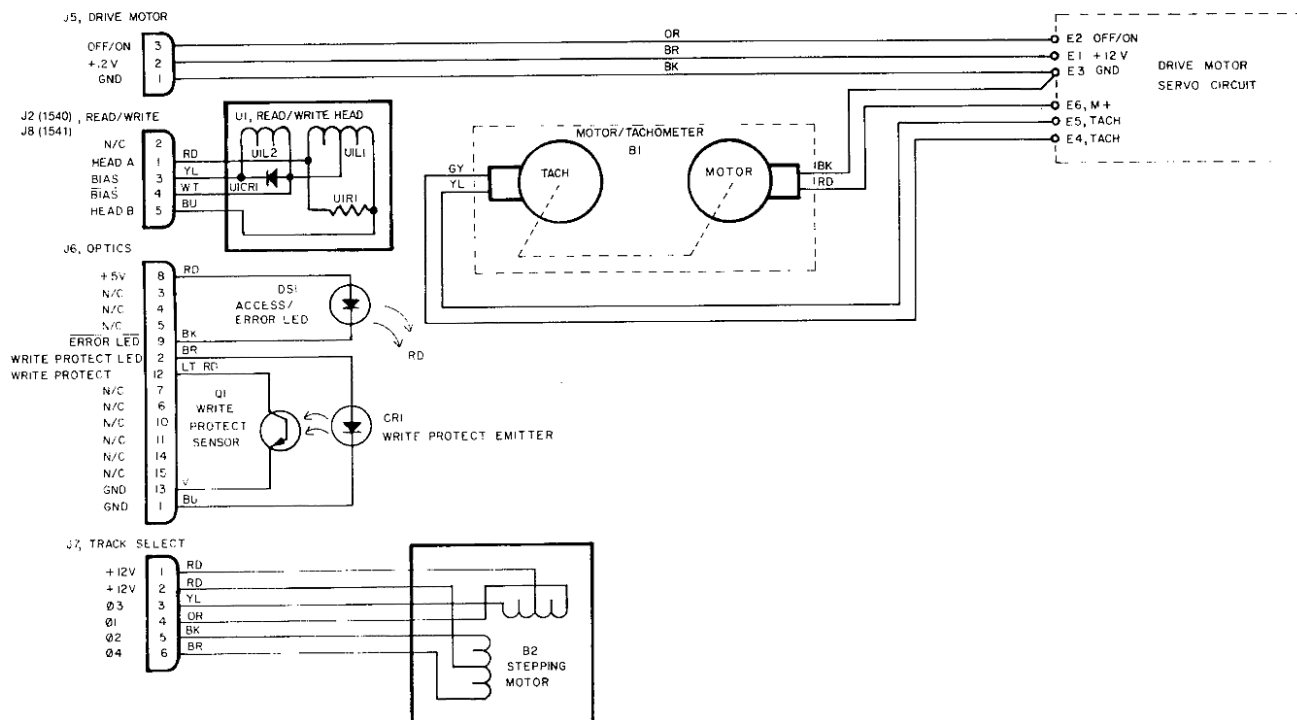 J5, DRIVE MOTOR
OFF/ON 3
+.2V 2
GND 1
OR
BR
BK
E2 OFF/ON
E1 +12V
E3 GND
E6, M+
E5, TACH
E4, TACH
DRIVE MOTOR
SERVO CIRCUIT
J2 (1540), READ/WRITE
J8 (1541)
N/C 2
HEAD A 1 RD
BIAS 3 YL
BIAS 4 WT
HEAD B 5 BU
U1, READ/WRITE HEAD
U1L2
U1L1
U1CR1
U1R1
MOTOR/TACHOMETER
B1
GY
YL
TACH
MOTOR
BK
RD
J6, OPTICS
+5V 8 RD
N/C 3
N/C 4
N/C 5
ERROR LED 9 BK
WRITE PROTECT LED 2 BR
WRITE PROTECT 12 LT RD
N/C 7
N/C 6
N/C 10
N/C 11
N/C 14
N/C 15
GND 13 V
GND 1 BU
DS1
ACCESS/
ERROR LED
RD
Q1
WRITE
PROTECT
SENSOR
CR1
WRITE PROTECT EMITTER
J7, TRACK SELECT
+12V 1 RD
+12V 2 RD
Ø3 3 YL
Ø1 4 OR
Ø2 5 BK
Ø4 6 BR
B2
STEPPING
MOTOR